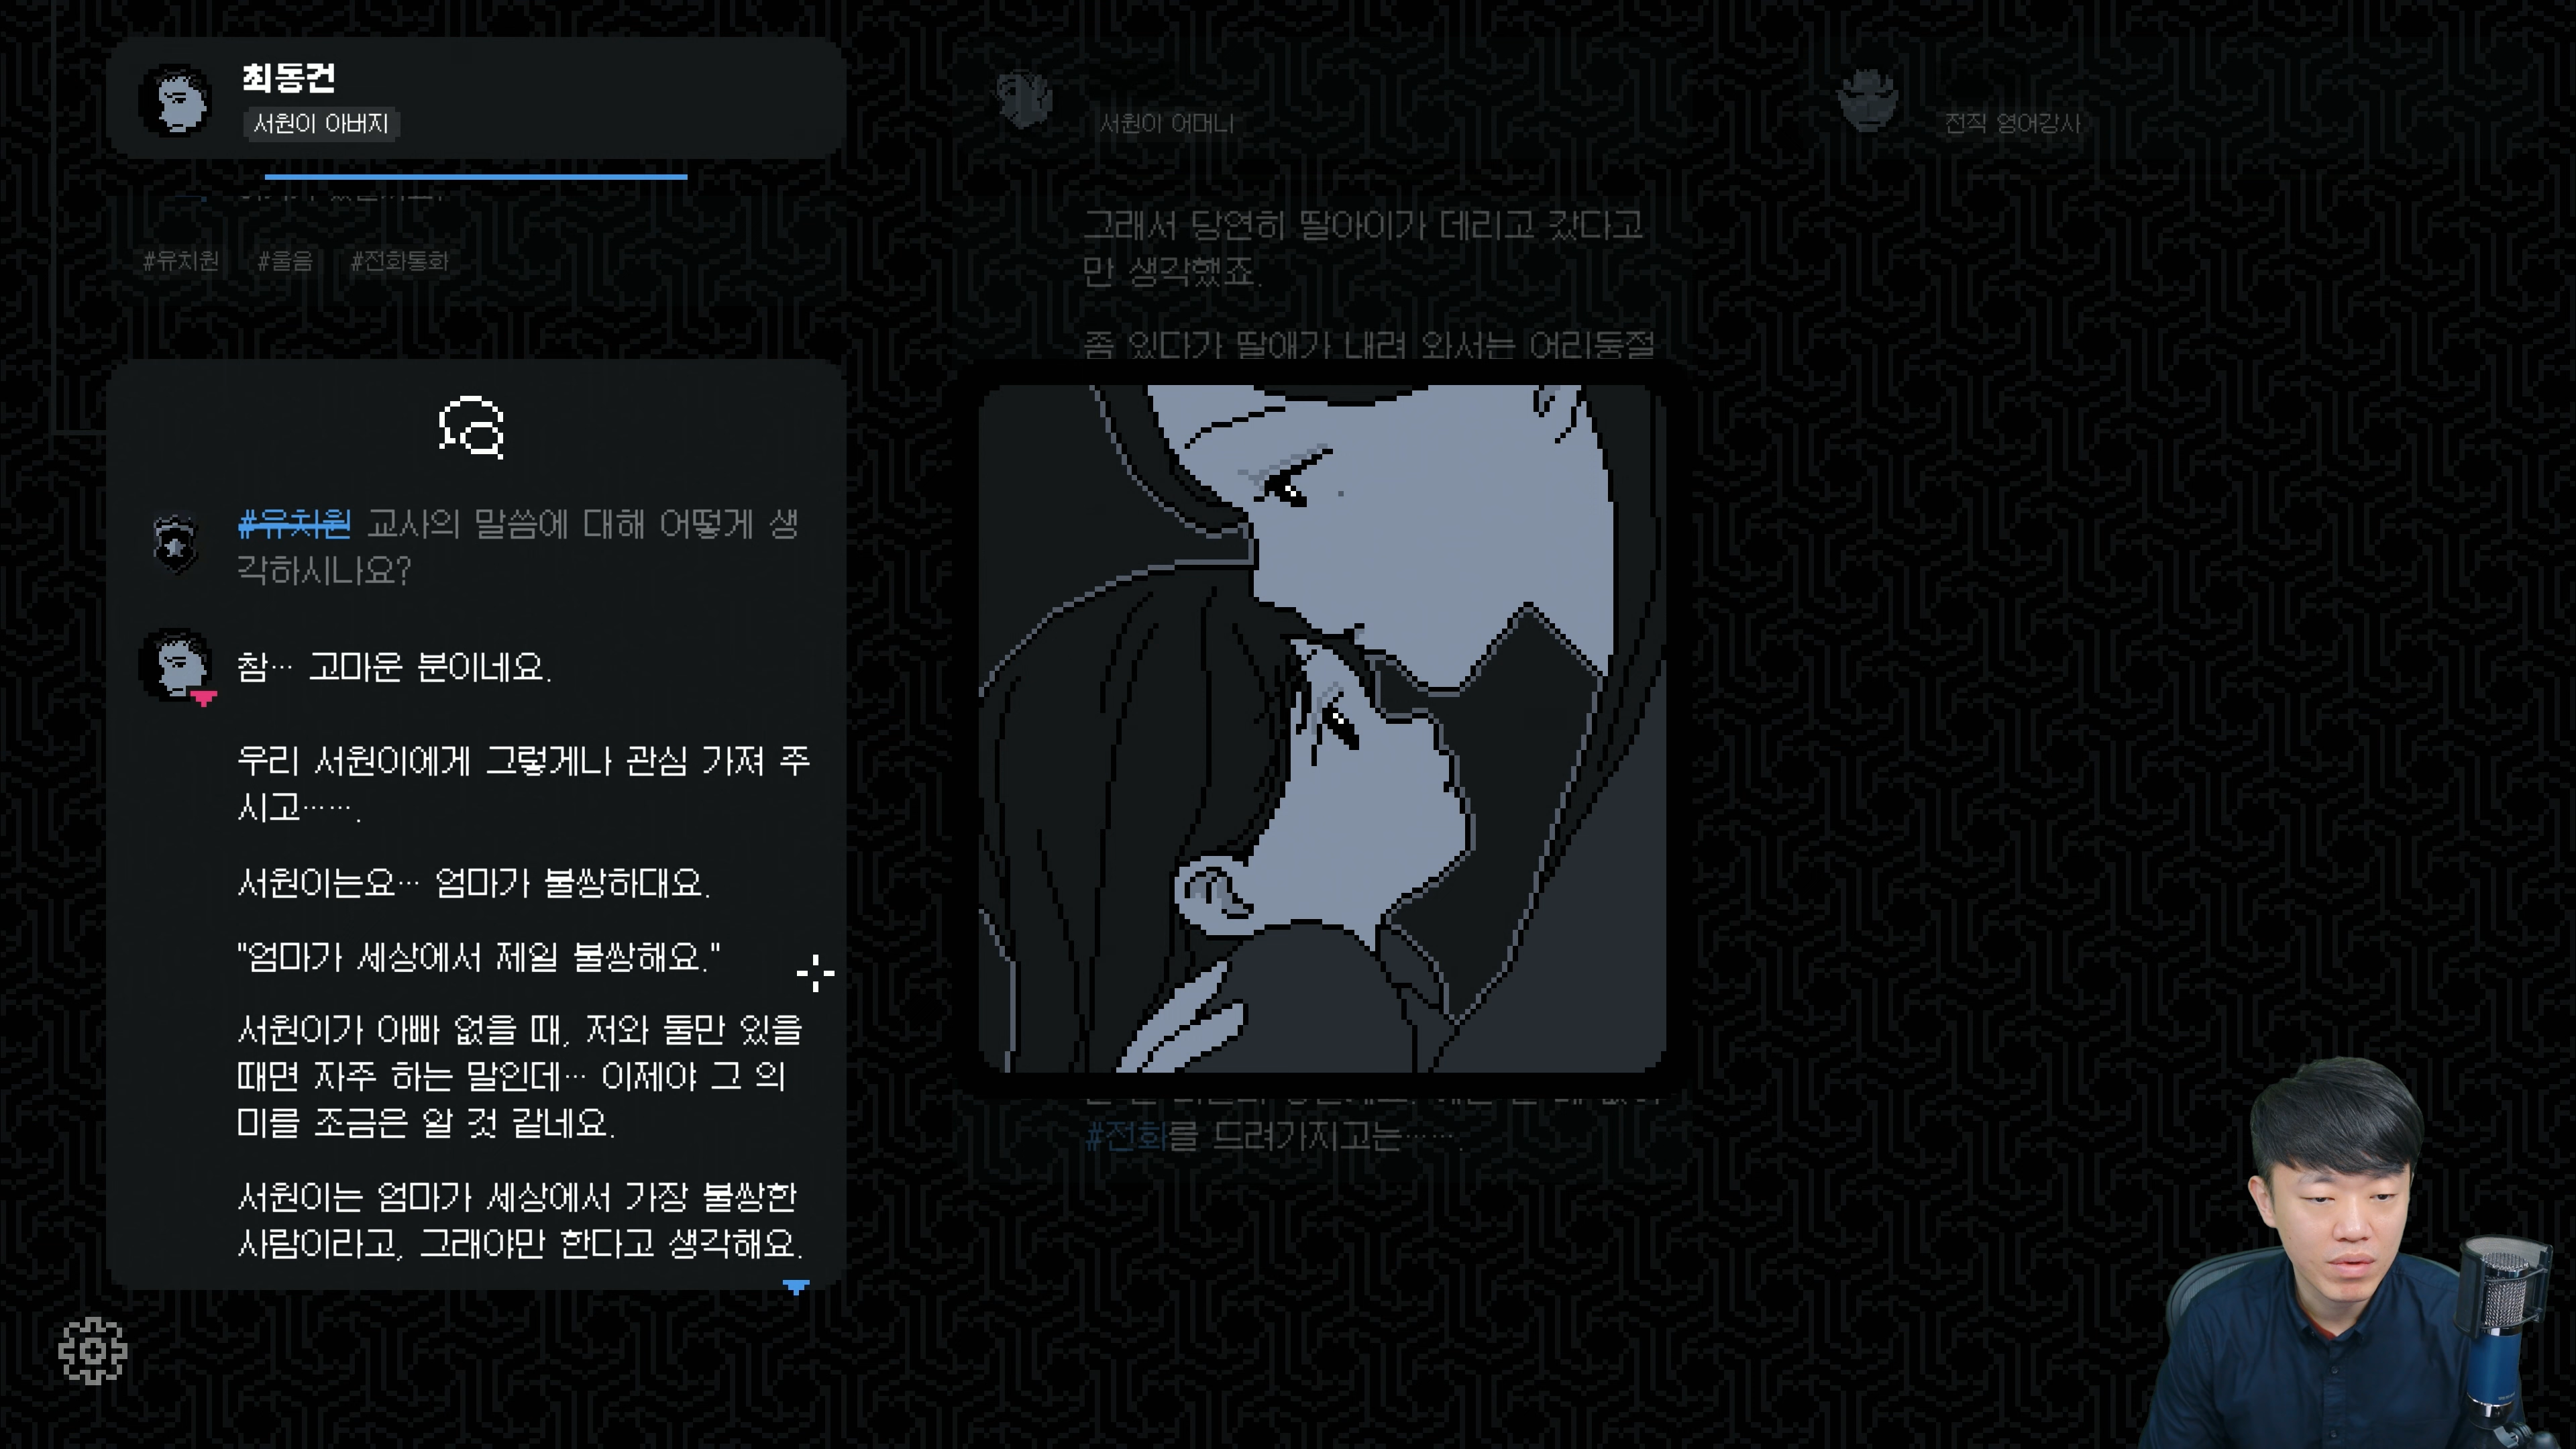 최동건
서원이 아버지
#유치원 #울음 #전화통화
#유치원 교사의 말씀에 대해 어떻게 생
각하시나요?
참… 고마운 분이네요.
우리 서원이에게 그렇게나 관심 가져 주
시고…….
서원이는요… 엄마가 불쌍하대요.
"엄마가 세상에서 제일 불쌍해요."
서원이가 아빠 없을 때, 저와 둘만 있을
때면 자주 하는 말인데… 이제야 그 의
미를 조금은 알 것 같네요.
서원이는 엄마가 세상에서 가장 불쌍한
사람이라고, 그래야만 한다고 생각해요.
서원이 어머니
그래서 당연히 딸아이가 데리고 갔다고
만 생각했죠.
좀 있다가 딸애가 내려 와서는 어리둥절
#전화를 드려가지고는…….
전직 영어강사